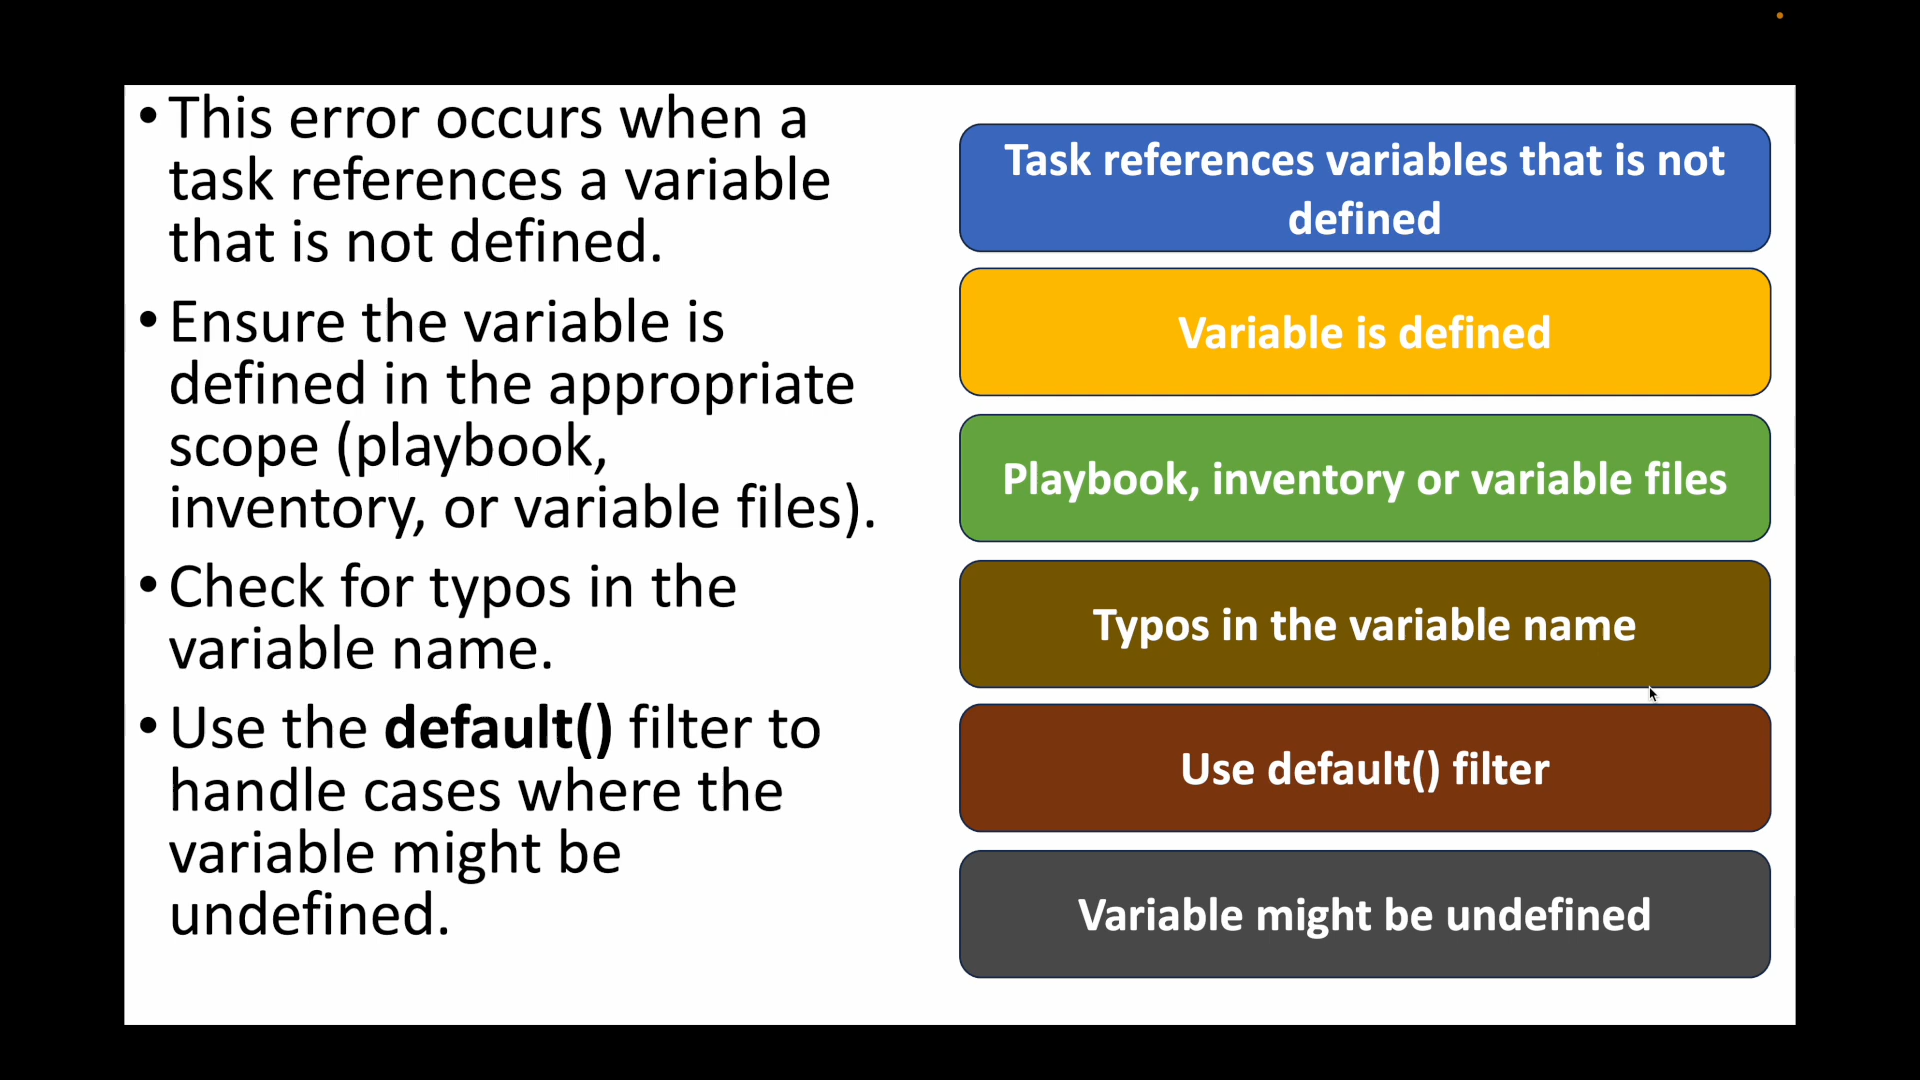 • This error occurs when a
task references a variable
that is not defined.
• Ensure the variable is
defined in the appropriate
scope (playbook,
inventory, or variable files).
• Check for typos in the
variable name.
• Use the default() filter to
handle cases where the
variable might be
undefined.
Task references variables that is not
defined
Variable is defined
Playbook, inventory or variable files
Typos in the variable name
Use default() filter
Variable might be undefined